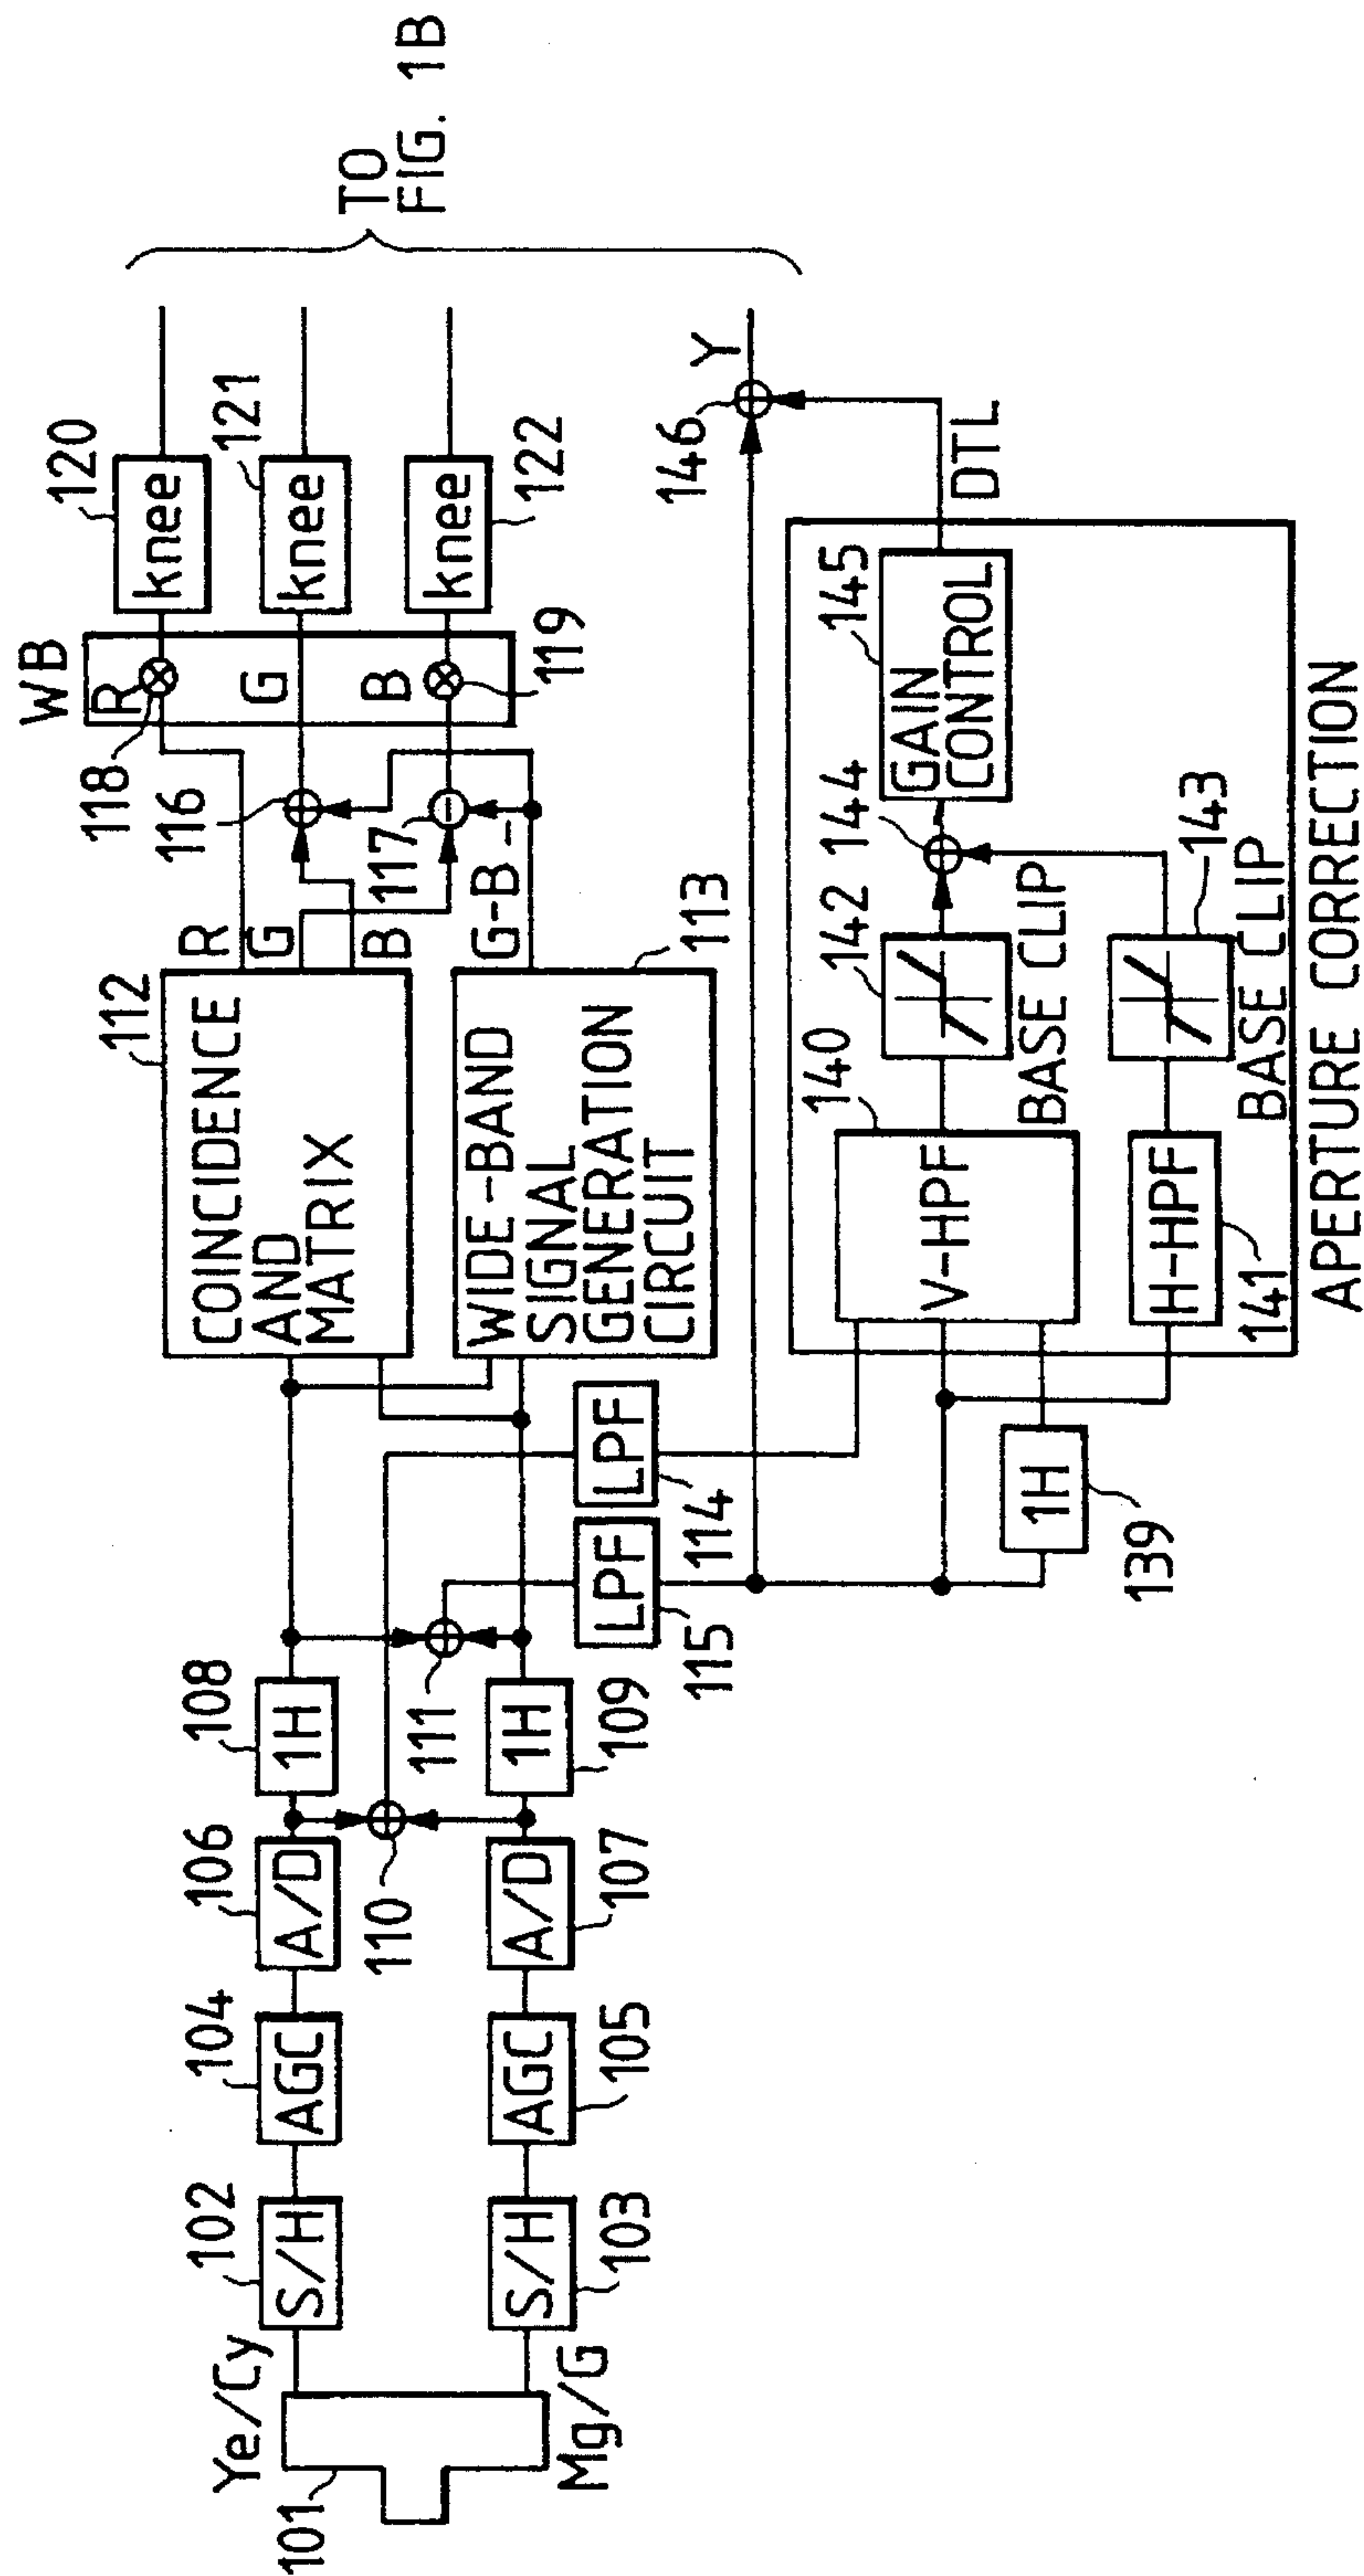 Ye/Cy
101
Mg/G
102
S/H
103
S/H
104
AGC
105
AGC
106
A/D
107
A/D
110
108
1H
109
1H
111
115
LPF
114
LPF
112
COINCIDENCE
AND
MATRIX
R
G
B
WIDE-BAND
SIGNAL
GENERATION
CIRCUIT
113
G-B
116
117
118
WB
R
G
B
119
120
knee
121
knee
122
knee
TO
FIG. 1B
139
1H
140
V-HPF
141
H-HPF
142
BASE CLIP
143
BASE CLIP
144
145
GAIN
CONTROL
DTL
146
Y
APERTURE CORRECTION